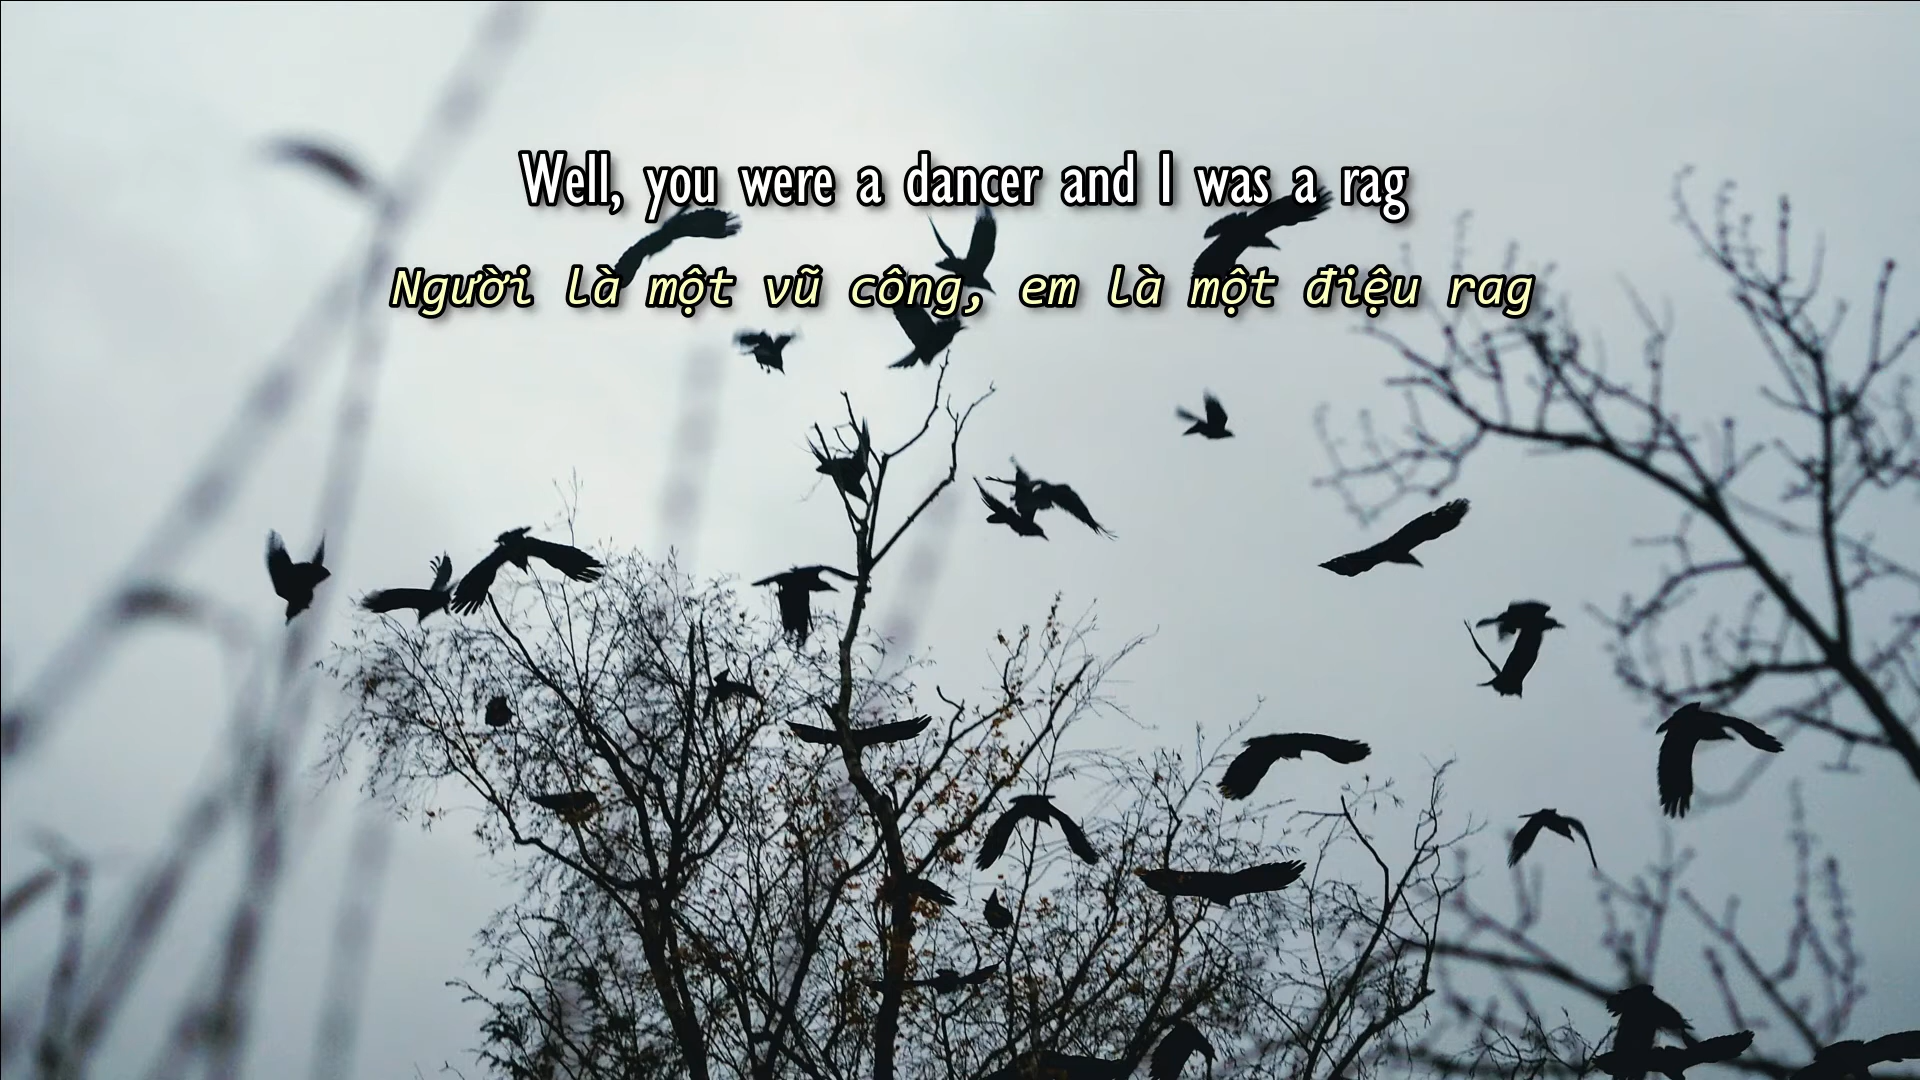 Well, you were a dancer and I was a rag
Người là một vũ công, em là một điệu rag